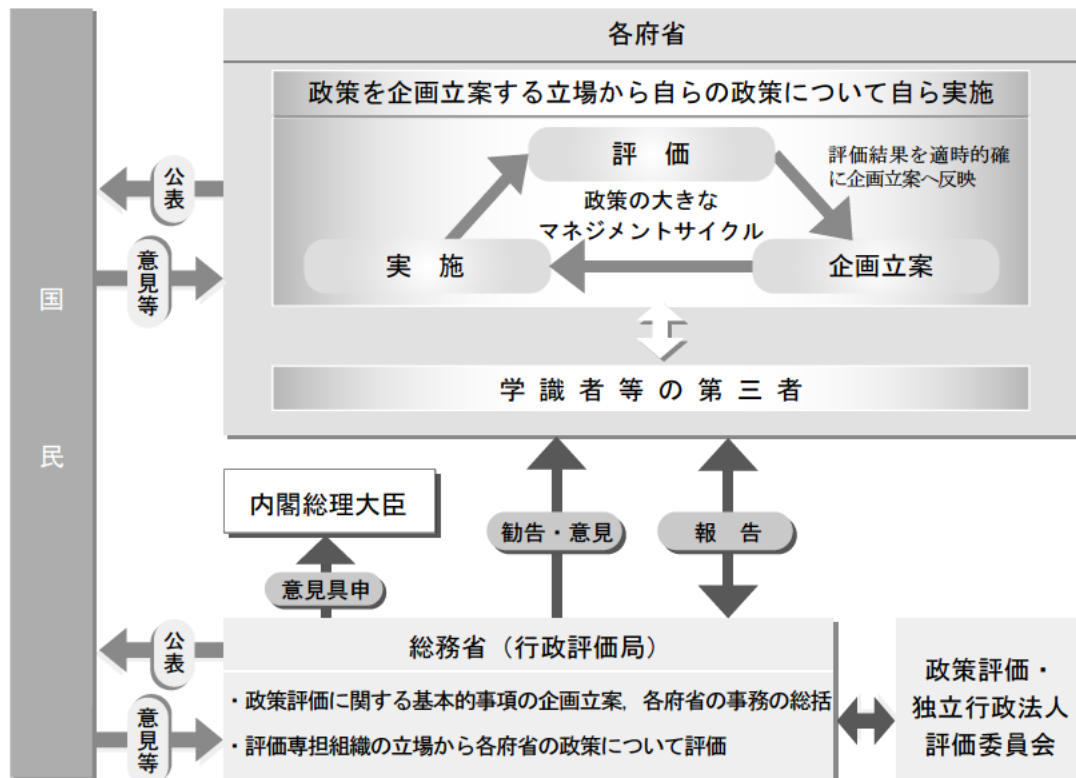 各府省
政策を企画立案する立場から自らの政策について自ら実施
評　価
評価結果を適時的確
に企画立案へ反映
政策の大きな
マネジメントサイクル
実　施
企画立案
学識者等の第三者
公表
意見等
国民
内閣総理大臣
意見具申
勧告・意見
報　告
公表
意見等
総務省（行政評価局）
・政策評価に関する基本的事項の企画立案，各府省の事務の総括
・評価専担組織の立場から各府省の政策について評価
政策評価・
独立行政法人
評価委員会